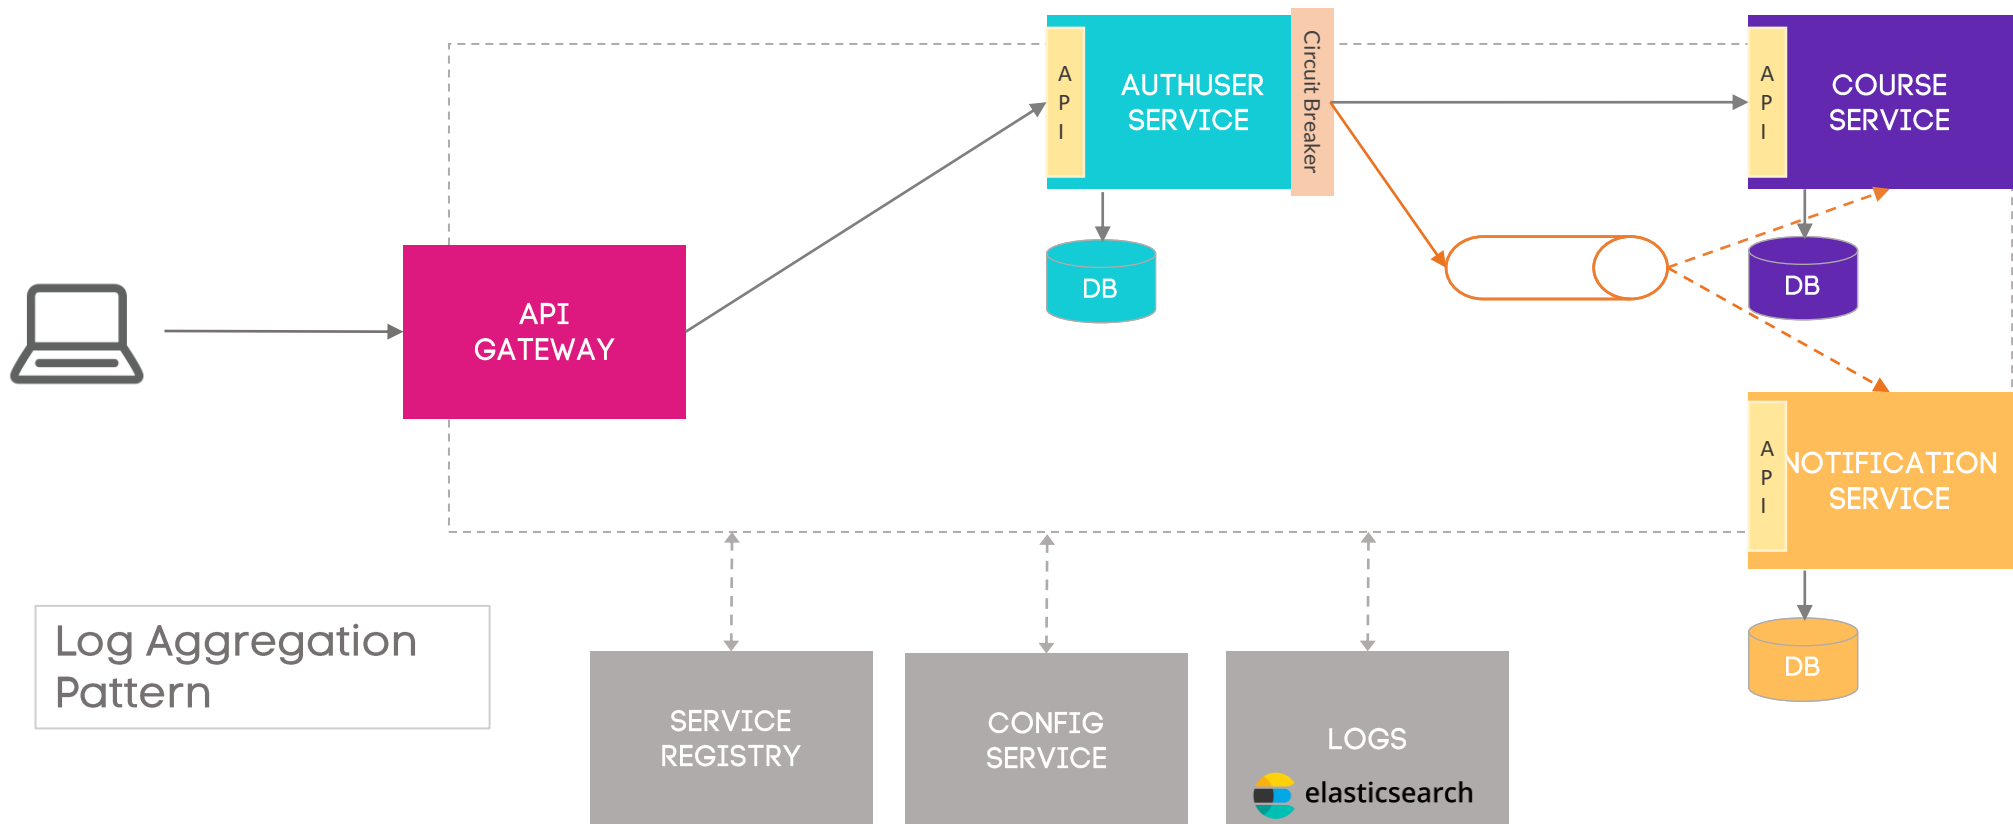 A
P
I
AUTHUSER
SERVICE
Circuit Breaker
A
P
I
COURSE
SERVICE
DB
DB
API
GATEWAY
A
P
I
NOTIFICATION
SERVICE
DB
Log Aggregation
Pattern
SERVICE
REGISTRY
CONFIG
SERVICE
LOGS
elasticsearch